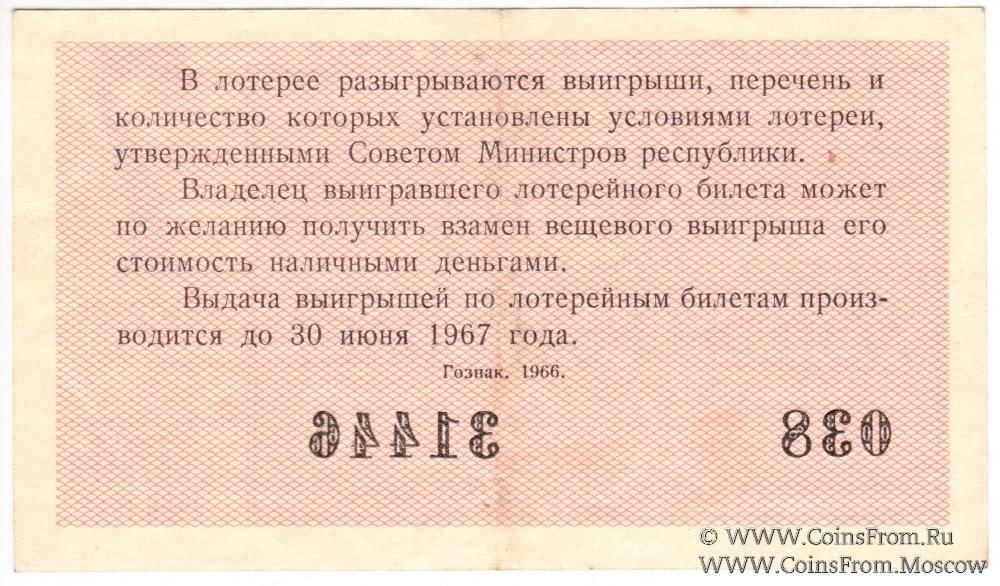 В лотерее разыгрываются выигрыши, перечень и
количество которых установлены условиями лотереи,
утвержденными Советом Министров республики.
Владелец выигравшего лотерейного билета может
по желанию получить взамен вещевого выигрыша его
стоимость наличными деньгами.
Выдача выигрышей по лотерейным билетам произ-
водится до 30 июня 1967 года.
Гознак. 1966.
038 31446
© WWW.CoinsFrom.Ru
WWW.CoinsFrom.Moscow